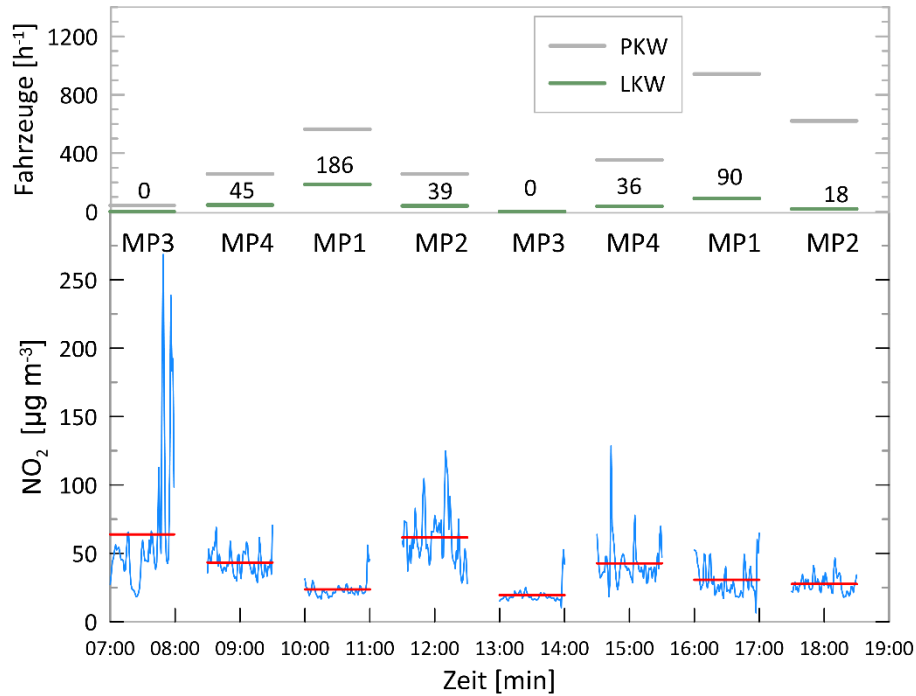 1200
800
400
0
Fahrzeuge [h⁻¹]
PKW
LKW
0 45 186 39 0 36 90 18
MP3 MP4 MP1 MP2 MP3 MP4 MP1 MP2
250
200
150
100
50
0
NO₂ [µg m⁻³]
07:00 08:00 09:00 10:00 11:00 12:00 13:00 14:00 15:00 16:00 17:00 18:00 19:00
Zeit [min]